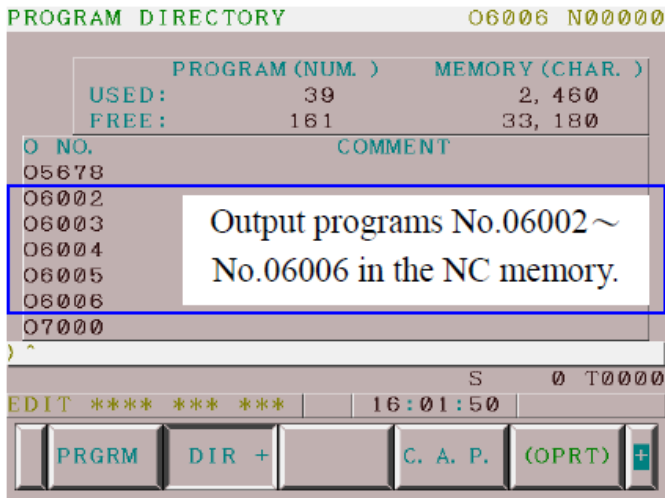 PROGRAM DIRECTORY O6006 N00000
PROGRAM (NUM. ) MEMORY (CHAR. )
USED: 39 2, 460
FREE: 161 33, 180
O NO. COMMENT
O5678
O6002
O6003
O6004
O6005
O6006
O7000
Output programs No.06002～
No.06006 in the NC memory.
) ^
S 0 T0000
EDIT **** *** *** 16:01:50
PRGRM DIR + C. A. P. (OPRT) +